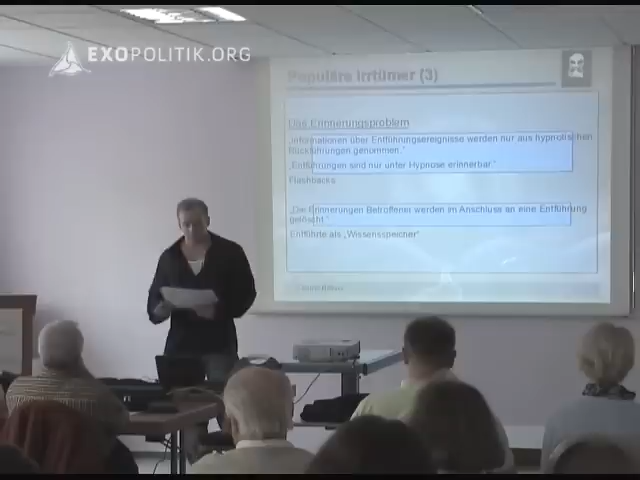 EXOPOLITIK.ORG
Populäre Irrtümer (3)
Das Erinnerungsproblem
„Informationen über Entführungsereignisse werden nur aus hypnotischen
Rückführungen genommen.“
„Entführungen sind nur unter Hypnose erinnerbar.“
Flashbacks
„Die Erinnerungen Betroffener werden im Anschluss an eine Entführung
gelöscht.“
Entführte als „Wissensspeicher“